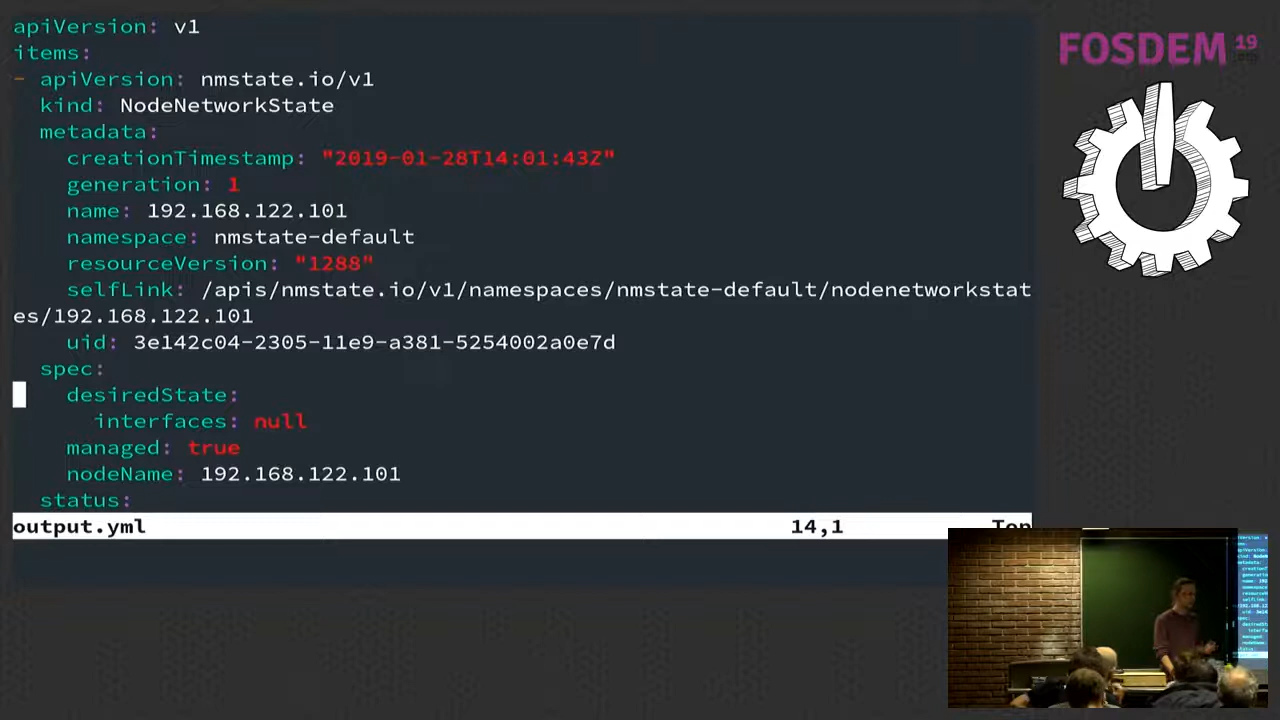 apiVersion: v1
items:
- apiVersion: nmstate.io/v1
kind: NodeNetworkState
metadata:
creationTimestamp: "2019-01-28T14:01:43Z"
generation: 1
name: 192.168.122.101
namespace: nmstate-default
resourceVersion: "1288"
selfLink: /apis/nmstate.io/v1/namespaces/nmstate-default/nodenetworkstat
es/192.168.122.101
uid: 3e142c04-2305-11e9-a381-5254002a0e7d
spec:
desiredState:
interfaces: null
managed: true
nodeName: 192.168.122.101
status:
output.yml 14,1 Top
FOSDEM 19